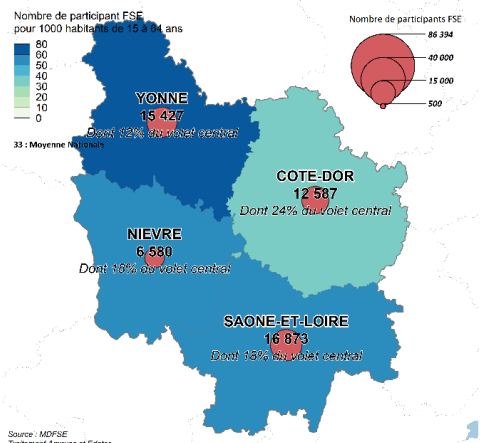 Nombre de participant FSE
pour 1000 habitants de 15 à 64 ans
80
60
50
40
30
20
10
0
33 : Moyenne Nationale
Nombre de participants FSE
86 394
40 000
15 000
500
YONNE
15 427
Dont 12% du volet central
COTE-DOR
12 587
Dont 24% du volet central
NIEVRE
6 580
Dont 18% du volet central
SAONE-ET-LOIRE
16 873
Dont 18% du volet central
Source : MDFSE